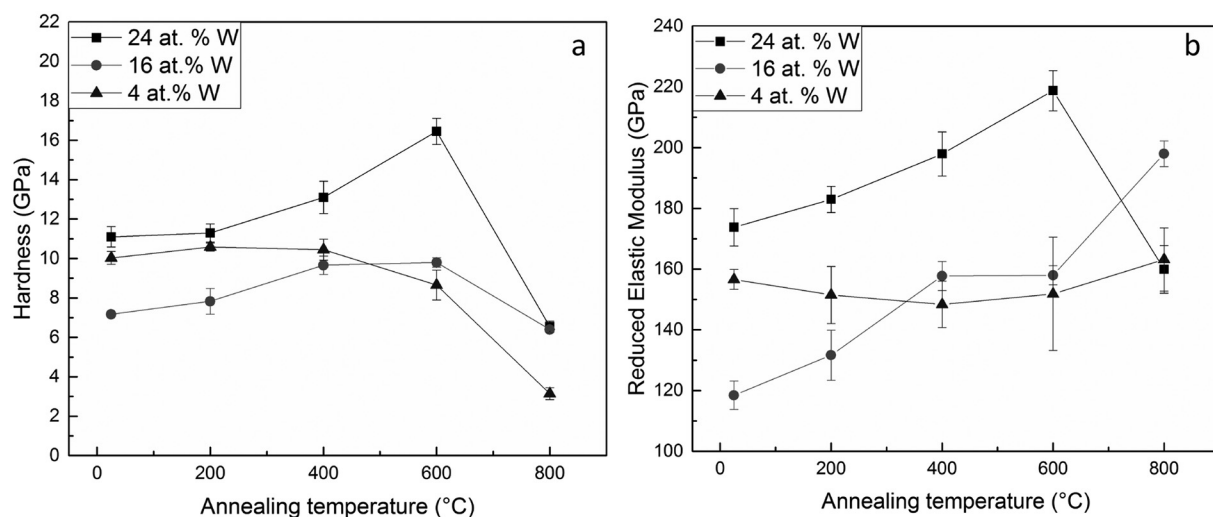 a
24 at. % W
16 at.% W
4 at.% W
Hardness (GPa)
22
20
18
16
14
12
10
8
6
4
2
0
0 200 400 600 800
Annealing temperature (°C)
b
24 at. % W
16 at. % W
4 at. % W
Reduced Elastic Modulus (GPa)
240
220
200
180
160
140
120
100
0 200 400 600 800
Annealing temperature (°C)